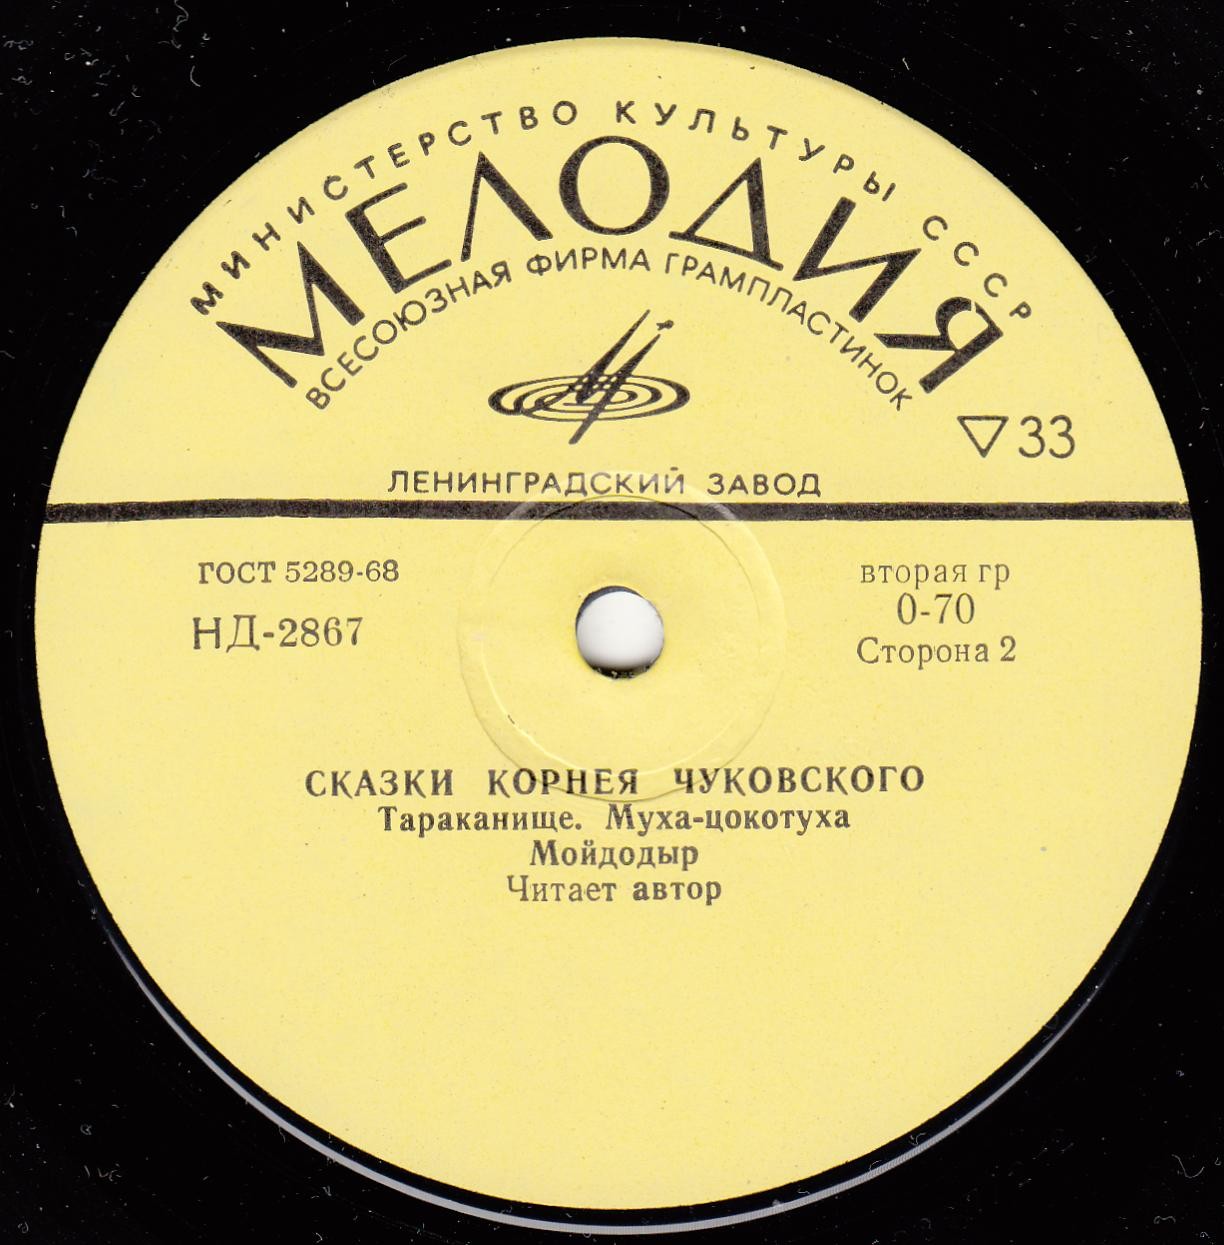 МИНИСТЕРСТВО КУЛЬТУРЫ СССР
МЕЛОДИЯ
ВСЕСОЮЗНАЯ ФИРМА ГРАМПЛАСТИНОК
▽33
ЛЕНИНГРАДСКИЙ ЗАВОД
ГОСТ 5289-68
НД-2867
вторая гр
0-70
Сторона 2
СКАЗКИ КОРНЕЯ ЧУКОВСКОГО
Тараканище. Муха-цокотуха
Мойдодыр
Читает автор